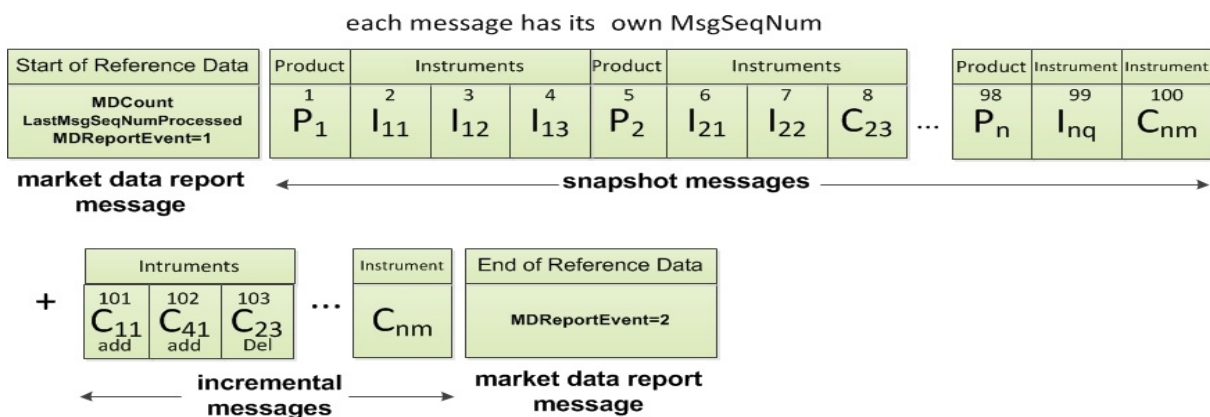 each message has its own MsgSeqNum
Start of Reference Data
MDCount
LastMsgSeqNumProcessed
MDReportEvent=1
market data report
message
Product Instruments Product Instruments Product Instrument Instrument
1 2 3 4 5 6 7 8 98 99 100
P1 I11 I12 I13 P2 I21 I22 C23 ... Pn Inq Cnm
snapshot messages
+
Intruments
101 102 103
C11 C41 C23
add add Del
...
Instrument
Cnm
incremental
messages
End of Reference Data
MDReportEvent=2
market data report
message